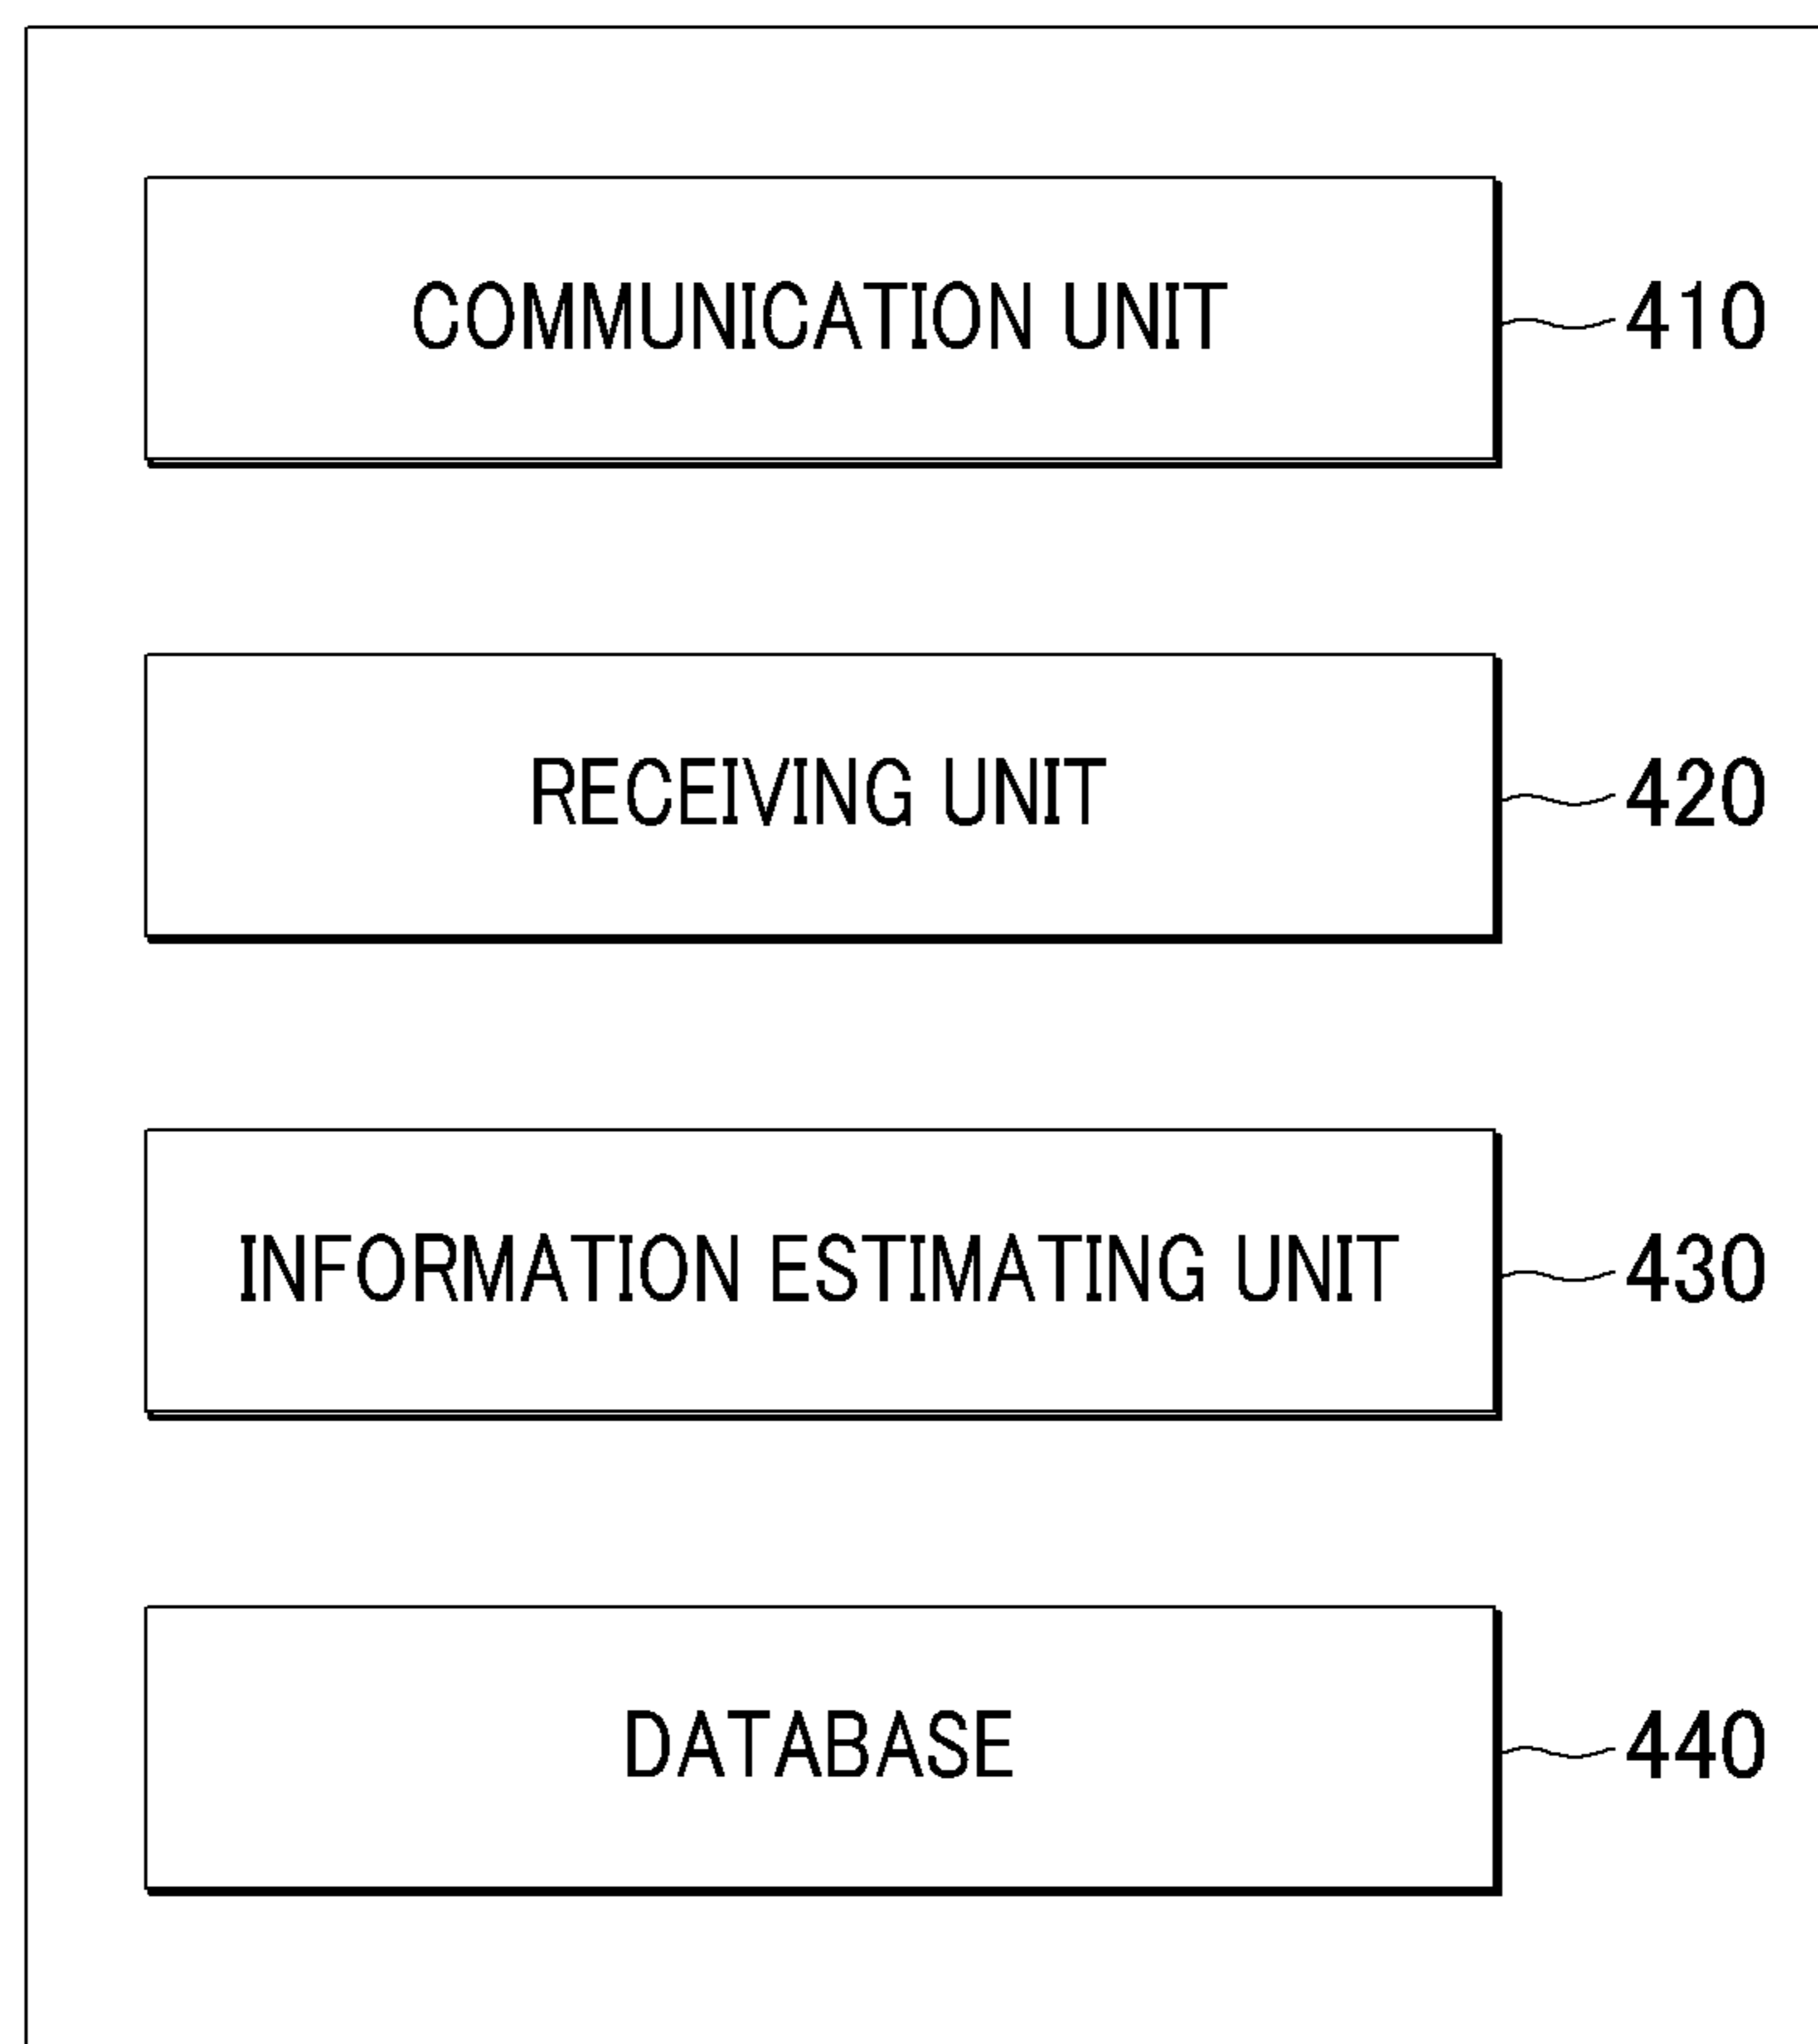 COMMUNICATION UNIT 410
RECEIVING UNIT 420
INFORMATION ESTIMATING UNIT 430
DATABASE 440